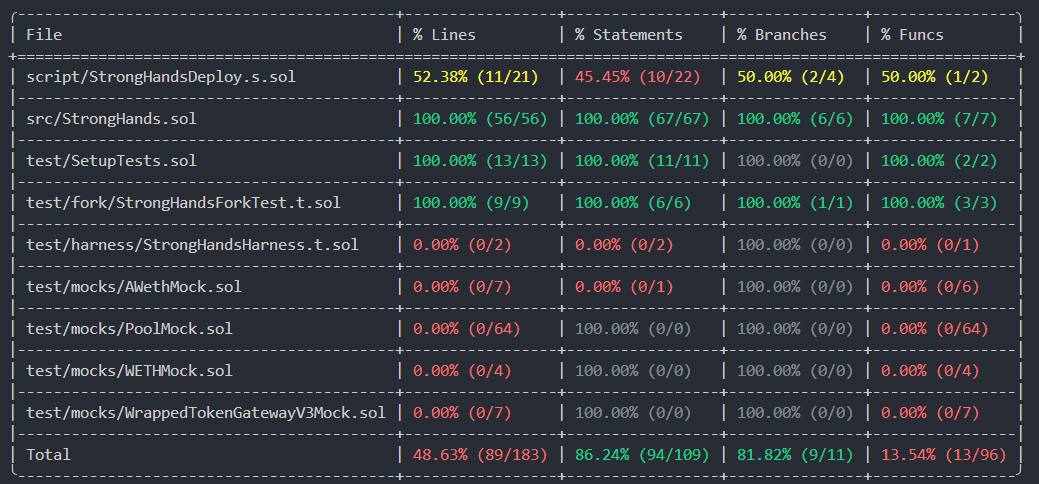 File | % Lines | % Statements | % Branches | % Funcs
script/StrongHandsDeploy.s.sol | 52.38% (11/21) | 45.45% (10/22) | 50.00% (2/4) | 50.00% (1/2)
src/StrongHands.sol | 100.00% (56/56) | 100.00% (67/67) | 100.00% (6/6) | 100.00% (7/7)
test/SetupTests.sol | 100.00% (13/13) | 100.00% (11/11) | 100.00% (0/0) | 100.00% (2/2)
test/fork/StrongHandsForkTest.t.sol | 100.00% (9/9) | 100.00% (6/6) | 100.00% (1/1) | 100.00% (3/3)
test/harness/StrongHandsHarness.t.sol | 0.00% (0/2) | 0.00% (0/2) | 100.00% (0/0) | 0.00% (0/1)
test/mocks/AWethMock.sol | 0.00% (0/7) | 0.00% (0/1) | 100.00% (0/0) | 0.00% (0/6)
test/mocks/PoolMock.sol | 0.00% (0/64) | 100.00% (0/0) | 100.00% (0/0) | 0.00% (0/64)
test/mocks/WETHMock.sol | 0.00% (0/4) | 100.00% (0/0) | 100.00% (0/0) | 0.00% (0/4)
test/mocks/WrappedTokenGatewayV3Mock.sol | 0.00% (0/7) | 100.00% (0/0) | 100.00% (0/0) | 0.00% (0/7)
Total | 48.63% (89/183) | 86.24% (94/109) | 81.82% (9/11) | 13.54% (13/96)